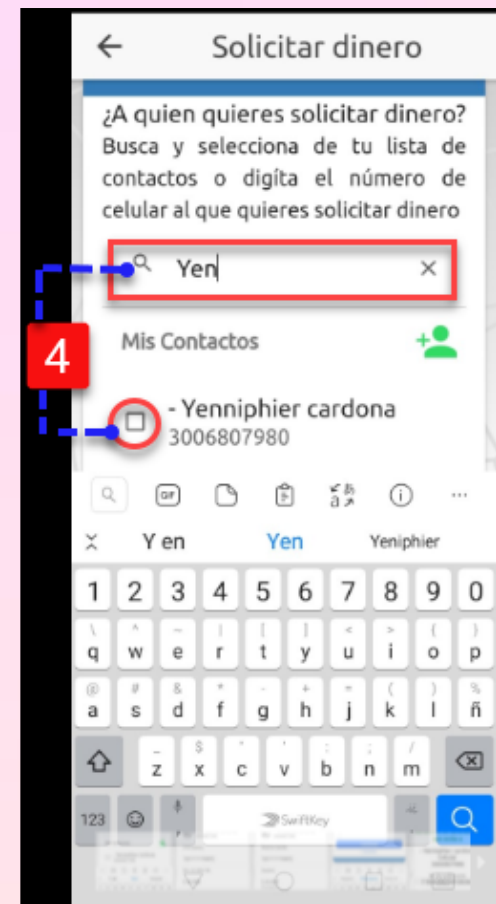 Solicitar dinero
¿A quien quieres solicitar dinero?
Busca y selecciona de tu lista de
contactos o digíta el número de
celular al que quieres solicitar dinero
Yen
4
Mis Contactos
- Yenniphier cardona
3006807980
GIF
Y en Yen Yeniphier
1 2 3 4 5 6 7 8 9 0
q w e r t y u i o p
a s d f g h j k l ñ
z x c v b n m
123 SwiftKey